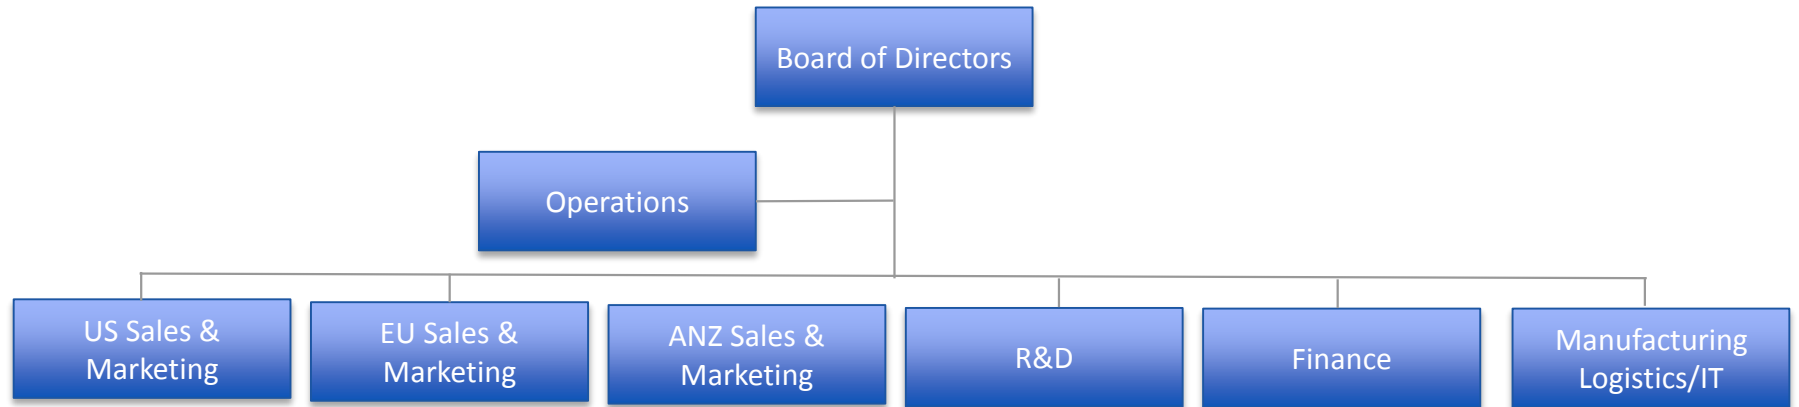 Board of Directors
Operations
US Sales &
Marketing
EU Sales &
Marketing
ANZ Sales &
Marketing
R&D
Finance
Manufacturing
Logistics/IT